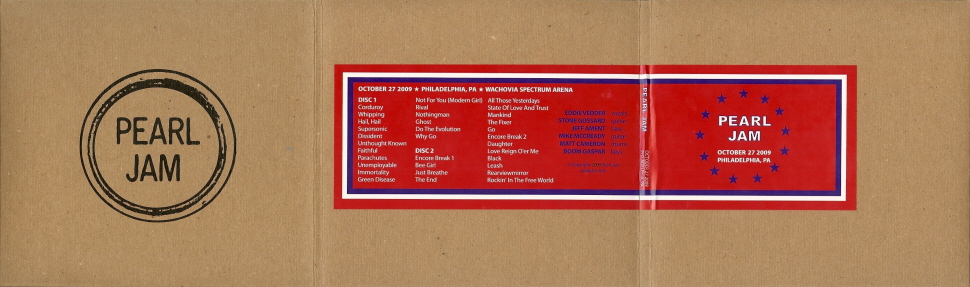 PEARL
JAM
OCTOBER 27 2009 ★ PHILADELPHIA, PA ★ WACHOVIA SPECTRUM ARENA
DISC 1
Corduroy
Whipping
Hail, Hail
Supersonic
Dissident
Unthought Known
Faithful
Parachutes
Unemployable
Immortality
Green Disease
Not For You (Modern Girl)
Rival
Nothingman
Ghost
Do The Evolution
Why Go
DISC 2
Encore Break 1
Bee Girl
Just Breathe
The End
All Those Yesterdays
State Of Love And Trust
Mankind
The Fixer
Go
Encore Break 2
Daughter
Love Reign O'er Me
Black
Leash
Rearviewmirror
Rockin' In The Free World
EDDIE VEDDER
STONE GOSSARD
JEFF AMENT
MIKE MCCREADY
MATT CAMERON
BOOM GASPAR
PEARL JAM
PEARL
JAM
OCTOBER 27 2009
PHILADELPHIA, PA